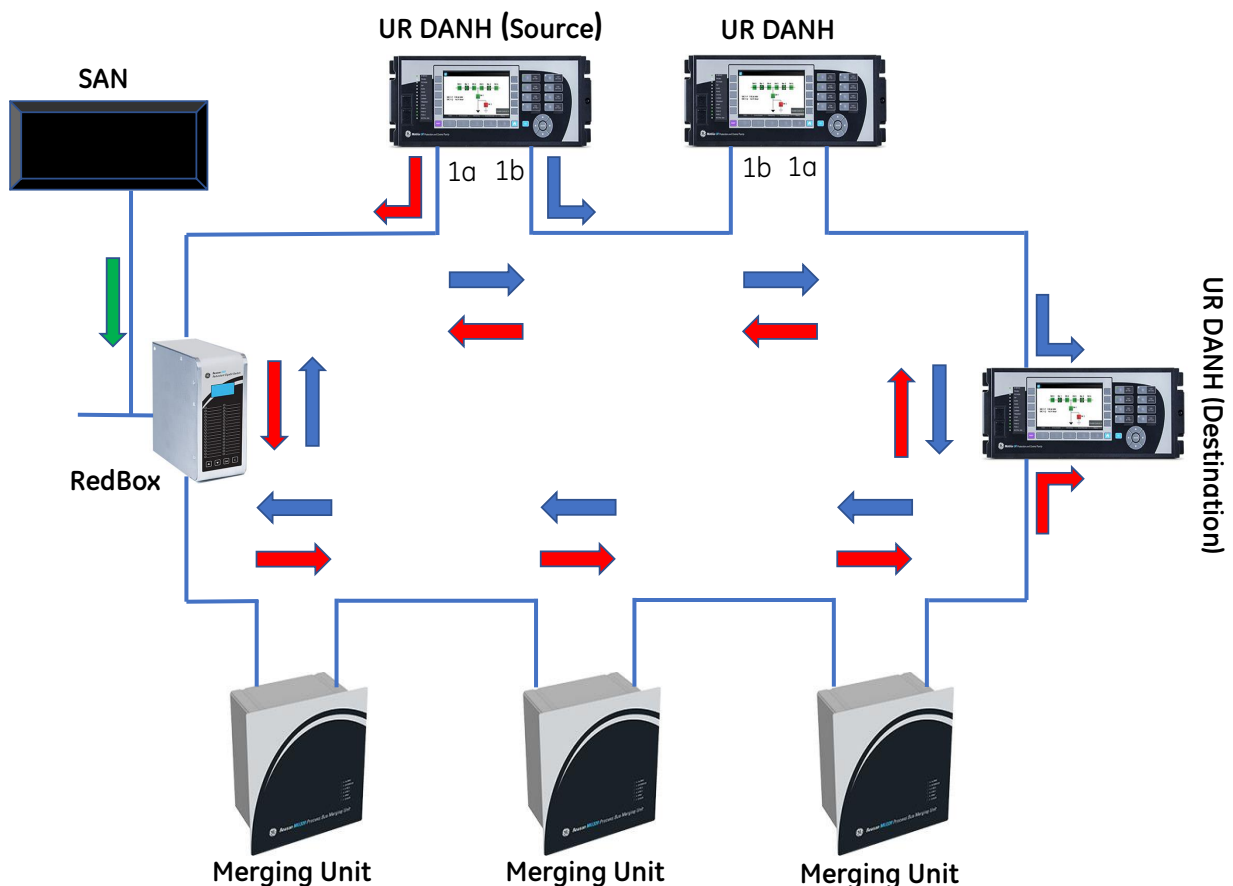 UR DANH (Source)
UR DANH
SAN
1a
1b
1b
1a
UR DANH (Destination)
RedBox
Merging Unit
Merging Unit
Merging Unit